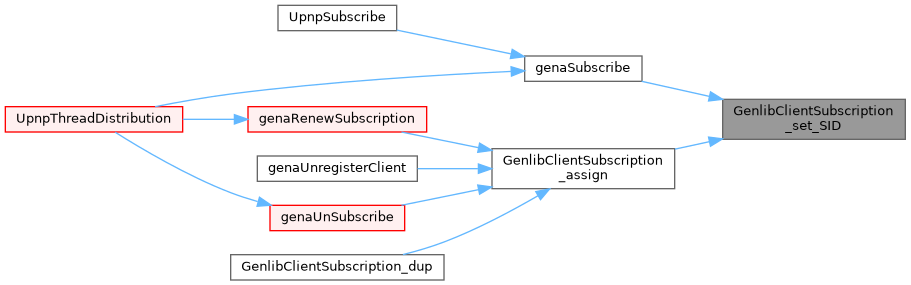 UpnpSubscribe
genaSubscribe
GenlibClientSubscription
_set_SID
UpnpThreadDistribution
genaRenewSubscription
genaUnregisterClient
GenlibClientSubscription
_assign
genaUnSubscribe
GenlibClientSubscription_dup